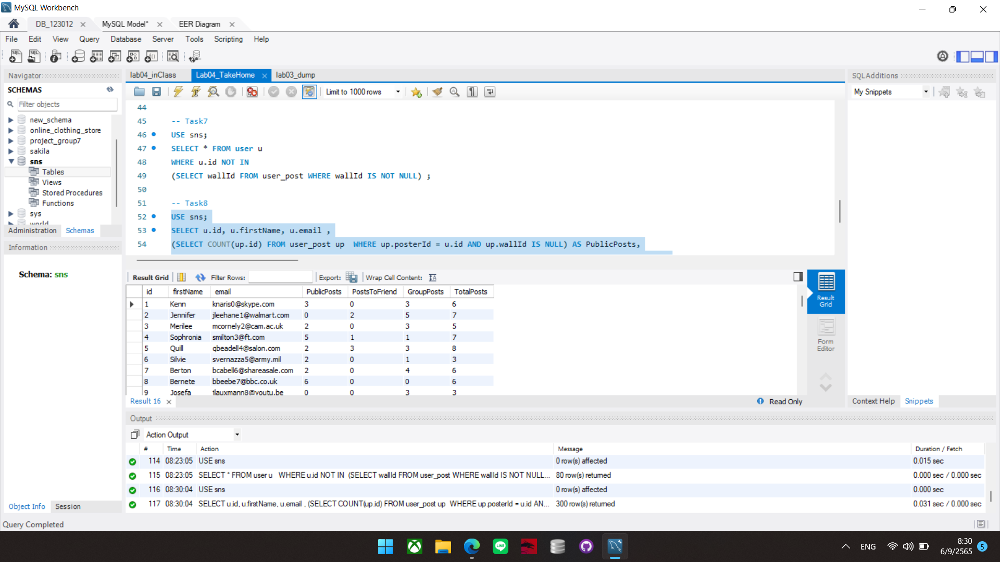 MySQL Workbench
DB_123012
MySQL Model*
EER Diagram
File Edit View Query Database Server Tools Scripting Help
Navigator
SCHEMAS
Filter objects
new_schema
online_clothing_store
project_group7
sakila
sns
Tables
Views
Stored Procedures
Functions
sys
world
Administration Schemas
Information
Schema: sns
Object Info Session
Query Completed
lab04_inClass Lab04_TakeHome lab03_dump
Limit to 1000 rows
44
45 -- Task7
46 USE sns;
47 SELECT * FROM user u
48 WHERE u.id NOT IN
49 (SELECT wallId FROM user_post WHERE wallId IS NOT NULL) ;
50
51 -- Task8
52 USE sns;
53 SELECT u.id, u.firstName, u.email ,
54 (SELECT COUNT(up.id) FROM user_post up  WHERE up.posterId = u.id AND up.wallId IS NULL) AS PublicPosts,
Result Grid Filter Rows: Export: Wrap Cell Content:
id firstName email PublicPosts PostsToFriend GroupPosts TotalPosts
1 Kenn knaris0@skype.com 3 0 3 6
2 Jennifer jleehane1@walmart.com 0 2 5 7
3 Merilee mcornely2@cam.ac.uk 2 0 3 5
4 Sophronia smilton3@ft.com 5 1 1 7
5 Quill qbeadell4@salon.com 2 3 3 8
6 Silvie svernazza5@army.mil 2 0 1 3
7 Berton bcabell6@shareasale.com 2 0 4 6
8 Bernete bbeebe7@bbc.co.uk 6 0 0 6
9 Josefa jlauxmann8@youtu.be 0 0 3 3
Result 16
Read Only
Result Grid
Form Editor
SQLAdditions
My Snippets
Context Help Snippets
Output
Action Output
# Time Action Message Duration / Fetch
114 08:23:05 USE sns 0 row(s) affected 0.015 sec
115 08:23:05 SELECT * FROM user u   WHERE u.id NOT IN  (SELECT wallId FROM user_post WHERE wallId IS NOT NULL... 80 row(s) returned 0.000 sec / 0.000 sec
116 08:30:04 USE sns 0 row(s) affected 0.000 sec
117 08:30:04 SELECT u.id, u.firstName, u.email , (SELECT COUNT(up.id) FROM user_post up  WHERE up.posterId = u.id AN... 300 row(s) returned 0.031 sec / 0.000 sec
LINE
ENG
8:30
6/9/2565
5